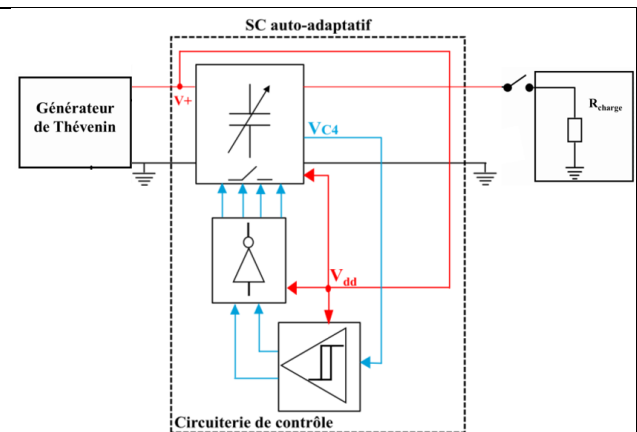 SC auto-adaptatif
Générateur
de Thévenin
V+
VC4
Rcharge
Vdd
Circuiterie de contrôle